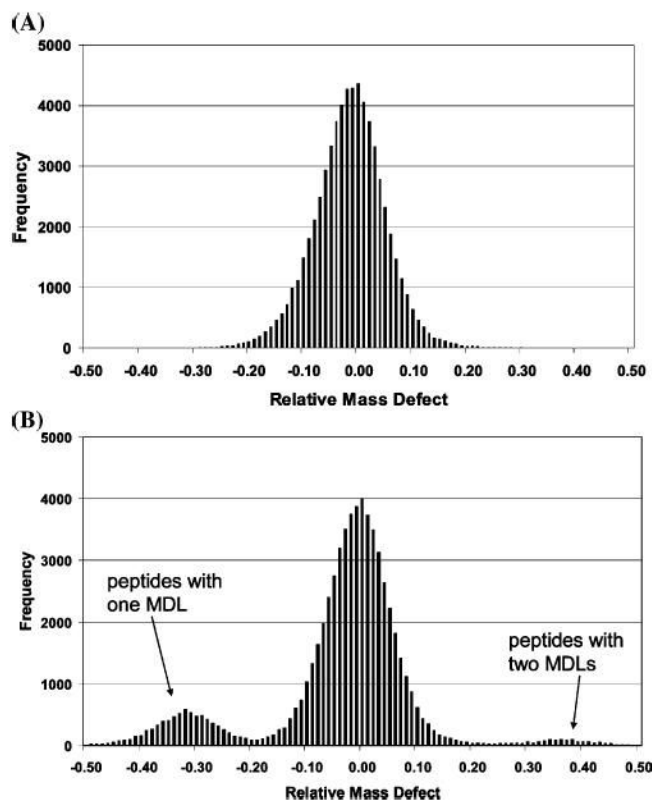 (A)
5000
4000
3000
2000
1000
0
Frequency
-0.50 -0.40 -0.30 -0.20 -0.10 0.00 0.10 0.20 0.30 0.40 0.50
Relative Mass Defect
(B)
5000
4000
3000
2000
1000
0
Frequency
peptides with
one MDL
peptides with
two MDLs
-0.50 -0.40 -0.30 -0.20 -0.10 0.00 0.10 0.20 0.30 0.40 0.50
Relative Mass Defect